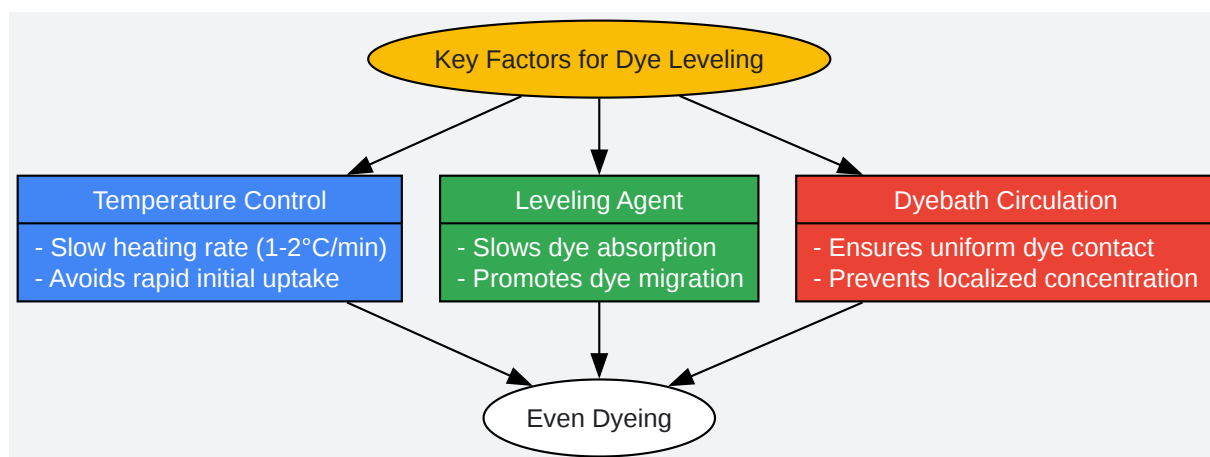 Key Factors for Dye Leveling
Temperature Control
- Slow heating rate (1-2°C/min)
- Avoids rapid initial uptake
Leveling Agent
- Slows dye absorption
- Promotes dye migration
Dyebath Circulation
- Ensures uniform dye contact
- Prevents localized concentration
Even Dyeing